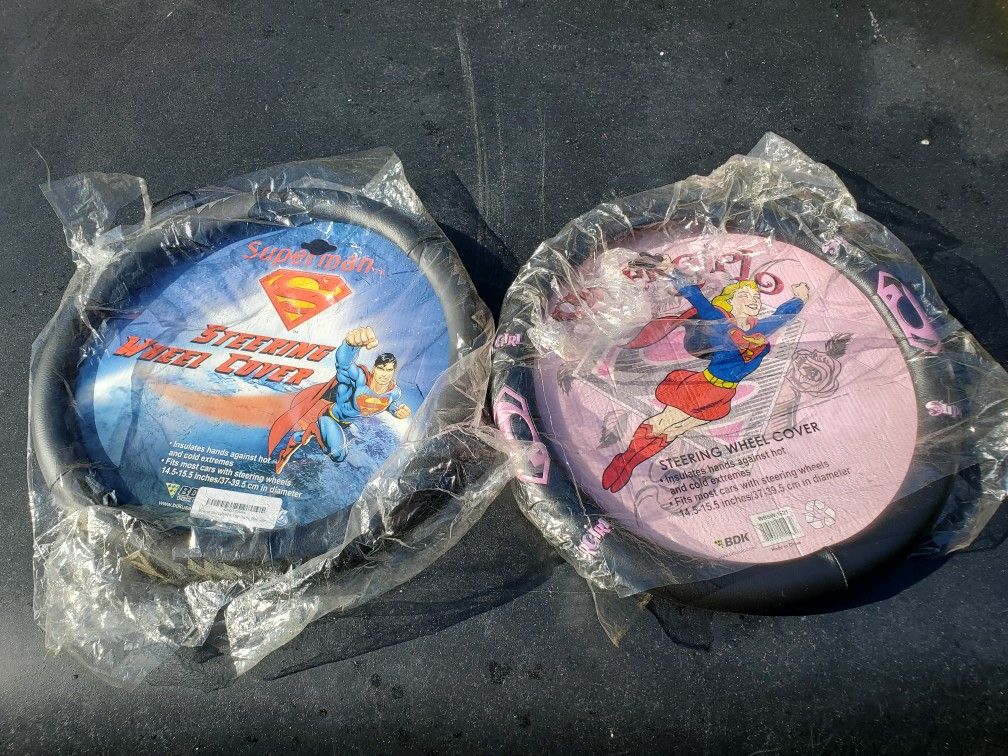 Superman
S
STEERING
WHEEL COVER
• Insulates hands against hot
and cold extremes
• Fits most cars with steering wheels
14.5-15.5 inches/37-39.5 cm in diameter
BDK
STEERING WHEEL COVER
• Insulates hands against hot
and cold extremes
• Fits most cars with steering wheels
14.5-15.5 inches/37-39.5 cm in diameter
BDK